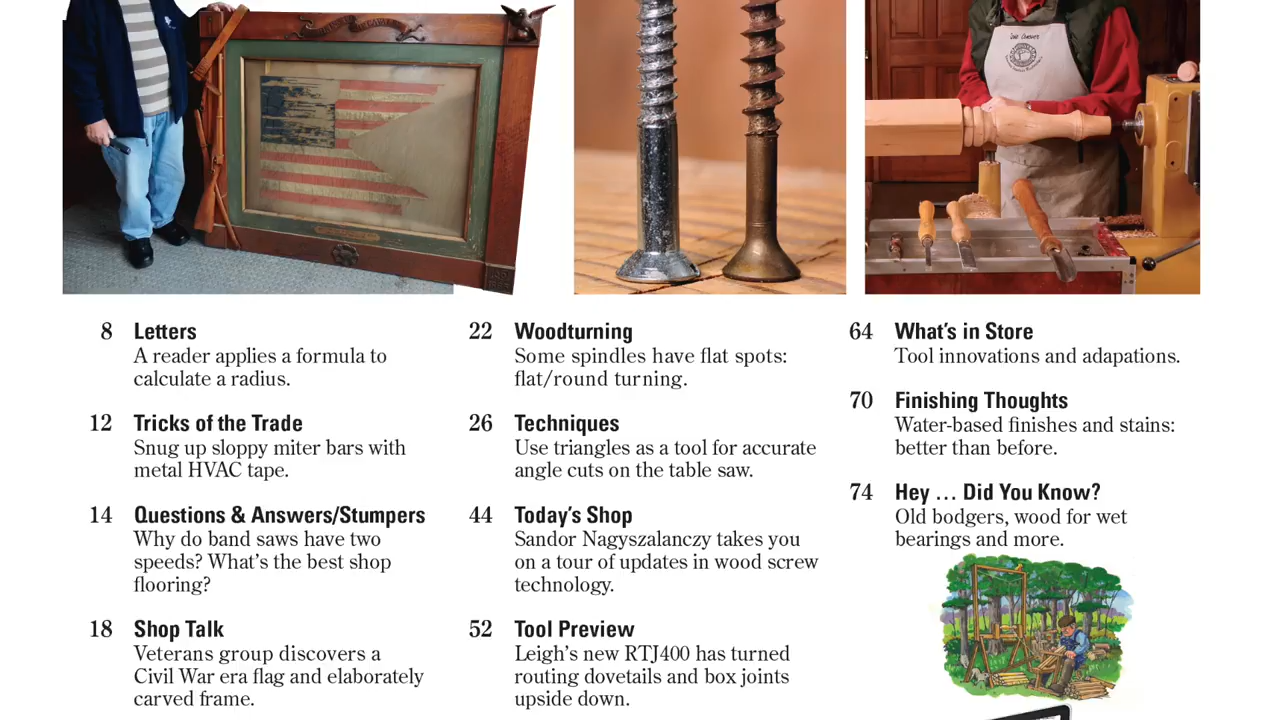 8 Letters
A reader applies a formula to
calculate a radius.
12 Tricks of the Trade
Snug up sloppy miter bars with
metal HVAC tape.
14 Questions & Answers/Stumpers
Why do band saws have two
speeds? What's the best shop
flooring?
18 Shop Talk
Veterans group discovers a
Civil War era flag and elaborately
carved frame.
22 Woodturning
Some spindles have flat spots:
flat/round turning.
26 Techniques
Use triangles as a tool for accurate
angle cuts on the table saw.
44 Today's Shop
Sandor Nagyszalanczy takes you
on a tour of updates in wood screw
technology.
52 Tool Preview
Leigh's new RTJ400 has turned
routing dovetails and box joints
upside down.
64 What's in Store
Tool innovations and adapations.
70 Finishing Thoughts
Water-based finishes and stains:
better than before.
74 Hey … Did You Know?
Old bodgers, wood for wet
bearings and more.